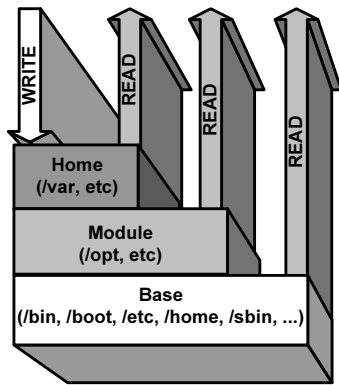 WRITE
READ
READ
READ
Home
(/var, etc)
Module
(/opt, etc)
Base
(/bin, /boot, /etc, /home, /sbin, ...)